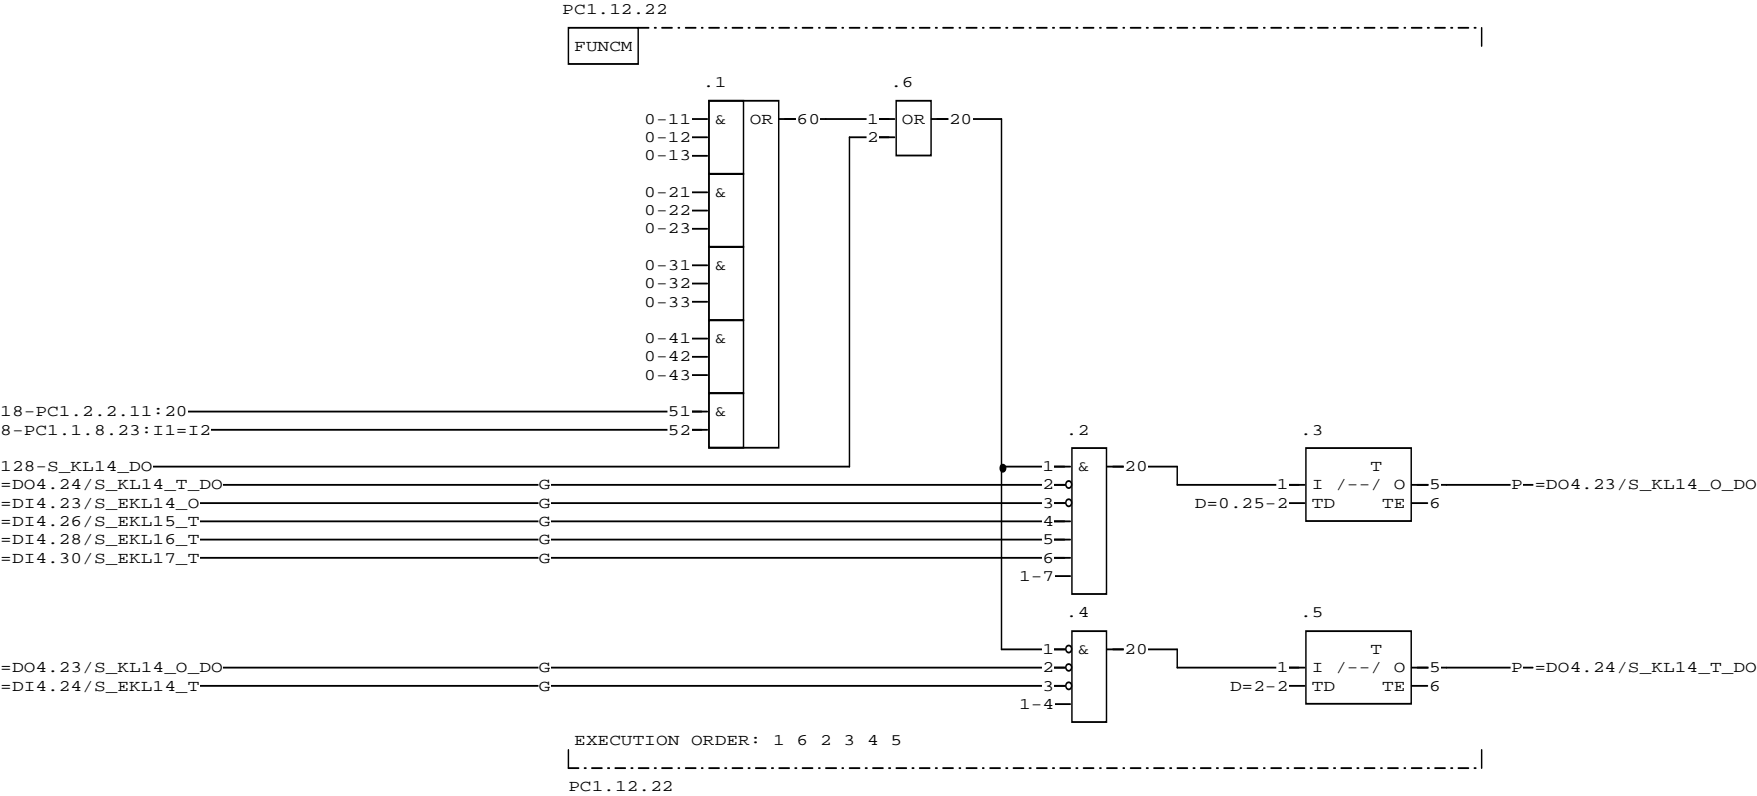 PC1.12.22
FUNCM
.1 .6
0-11 & OR 60 1 OR 20
0-12 2
0-13
0-21 &
0-22
0-23
0-31 &
0-32
0-33
0-41 &
0-42
0-43
18-PC1.2.2.11:20 51 &
8-PC1.1.8.23:I1=I2 52
.2 .3
128-S_KL14_DO 1 & 20 T
=DO4.24/S_KL14_T_DO G 2 1 I /--/ O 5 P-=DO4.23/S_KL14_O_DO
=DI4.23/S_EKL14_O G 3 D=0.25-2 TD TE 6
=DI4.26/S_EKL15_T G 4
=DI4.28/S_EKL16_T G 5
=DI4.30/S_EKL17_T G 6
1-7
.4 .5
1 & 20 T
=DO4.23/S_KL14_O_DO G 2 1 I /--/ O 5 P-=DO4.24/S_KL14_T_DO
=DI4.24/S_EKL14_T G 3 D=2-2 TD TE 6
1-4
EXECUTION ORDER: 1 6 2 3 4 5
PC1.12.22